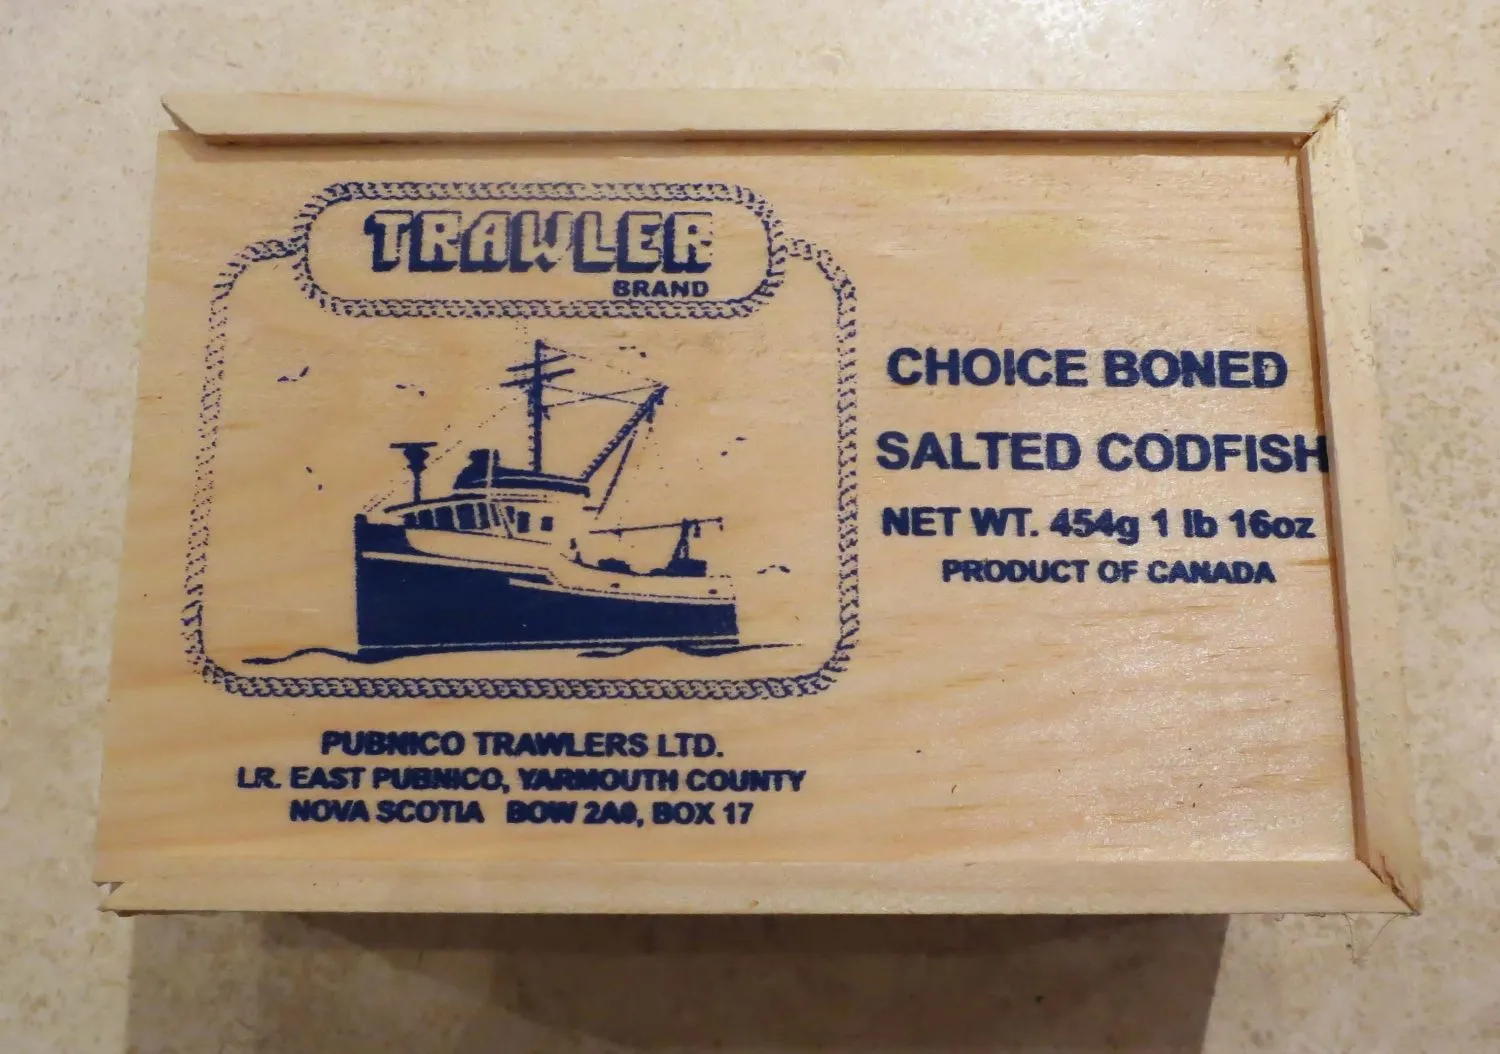 TRAWLER
BRAND
CHOICE BONED
SALTED CODFISH
NET WT. 454g 1 lb 16oz
PRODUCT OF CANADA
PUBNICO TRAWLERS LTD.
LR. EAST PUBNICO, YARMOUTH COUNTY
NOVA SCOTIA BOW 2A0, BOX 17